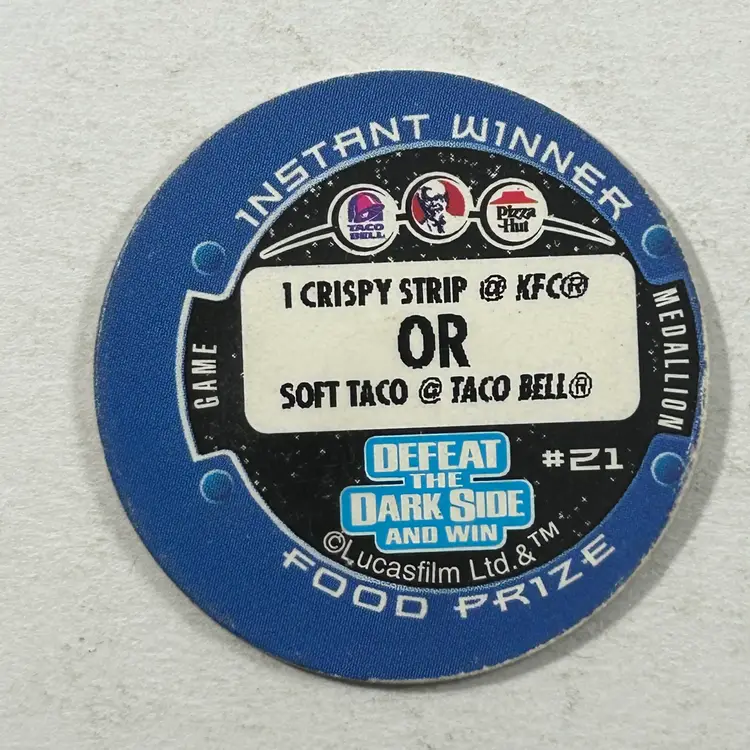 INSTANT WINNER
TACO BELL
KFC
Pizza Hut
1 CRISPY STRIP @ KFC®
OR
SOFT TACO @ TACO BELL®
GAME
MEDALLION
#21
DEFEAT
THE
DARK SIDE
AND WIN
©Lucasfilm Ltd.&™
FOOD PRIZE